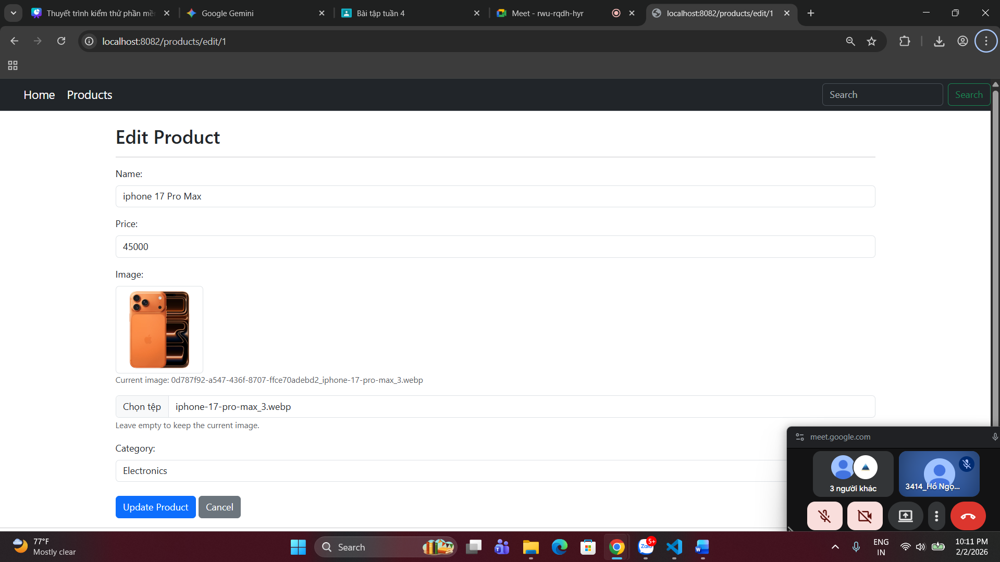 Thuyết trình kiểm thử phần mề
Google Gemini
Bài tập tuần 4
Meet - rwu-rqdh-hyr
localhost:8082/products/edit/1
localhost:8082/products/edit/1
Home
Products
Search
Search
Edit Product
Name:
iphone 17 Pro Max
Price:
45000
Image:
Current image: 0d787f92-a547-436f-8707-ffce70adebd2_iphone-17-pro-max_3.webp
Chọn tệp
iphone-17-pro-max_3.webp
Leave empty to keep the current image.
Category:
Electronics
Update Product
Cancel
meet.google.com
3 người khác
3414_Hồ Ngọ...
77°F
Mostly clear
Search
Zalo
5+
ENG
IN
10:11 PM
2/2/2026